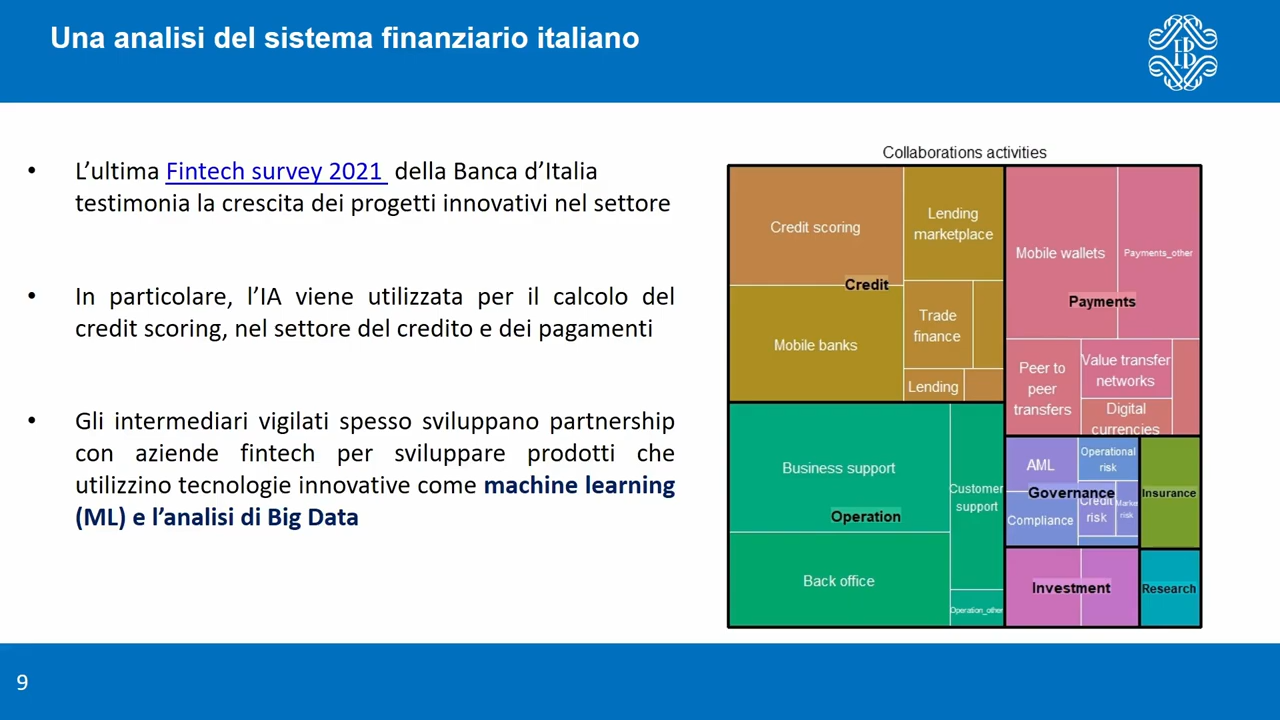 Una analisi del sistema finanziario italiano
• L’ultima Fintech survey 2021 della Banca d’Italia
testimonia la crescita dei progetti innovativi nel settore
• In particolare, l’IA viene utilizzata per il calcolo del
credit scoring, nel settore del credito e dei pagamenti
• Gli intermediari vigilati spesso sviluppano partnership
con aziende fintech per sviluppare prodotti che
utilizzino tecnologie innovative come machine learning
(ML) e l’analisi di Big Data
Collaborations activities
Credit scoring
Lending
marketplace
Credit
Mobile banks
Trade
finance
Lending
Mobile wallets
Payments_other
Payments
Peer to
peer
transfers
Value transfer
networks
Digital
currencies
Business support
Customer
support
Operation
Back office
Operation_other
AML
Operational
risk
Governance
Compliance
Credit
risk
risk
Insurance
Investment
Research
9